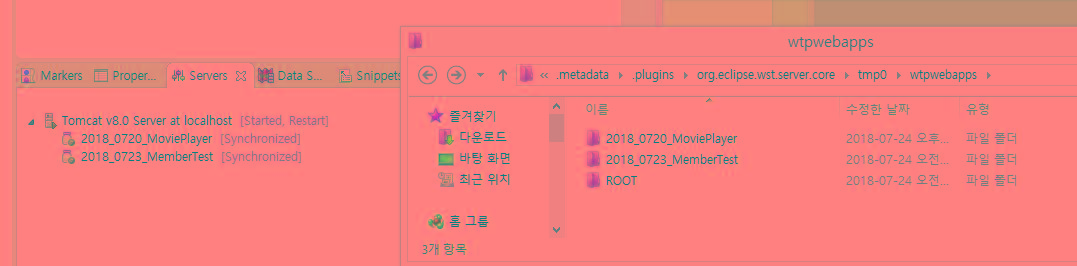 wtpwebapps
Markers Proper... Servers Data S... Snippets
« .metadata org.eclipse.wst.server.core tmp0 wtpwebapps
.plugins
Tomcat v8.0 Server at localhost [Started, Restart]
2018_0720_MoviePlayer [Synchronized]
2018_0723_MemberTest [Synchronized]
즐겨찾기
다운로드
바탕 화면
최근 위치
홈 그룹
이름 수정한 날짜 유형
2018_0720_MoviePlayer 2018-07-24 오후... 파일 폴더
2018_0723_MemberTest 2018-07-24 오전... 파일 폴더
ROOT 2018-07-24 오전... 파일 폴더
3개 항목